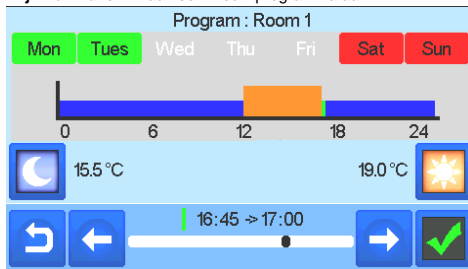 Program : Room 1
Mon Tues Wed Thu Fri Sat Sun
0 6 12 18 24
15.5 °C 19.0 °C
16:45 -> 17:00